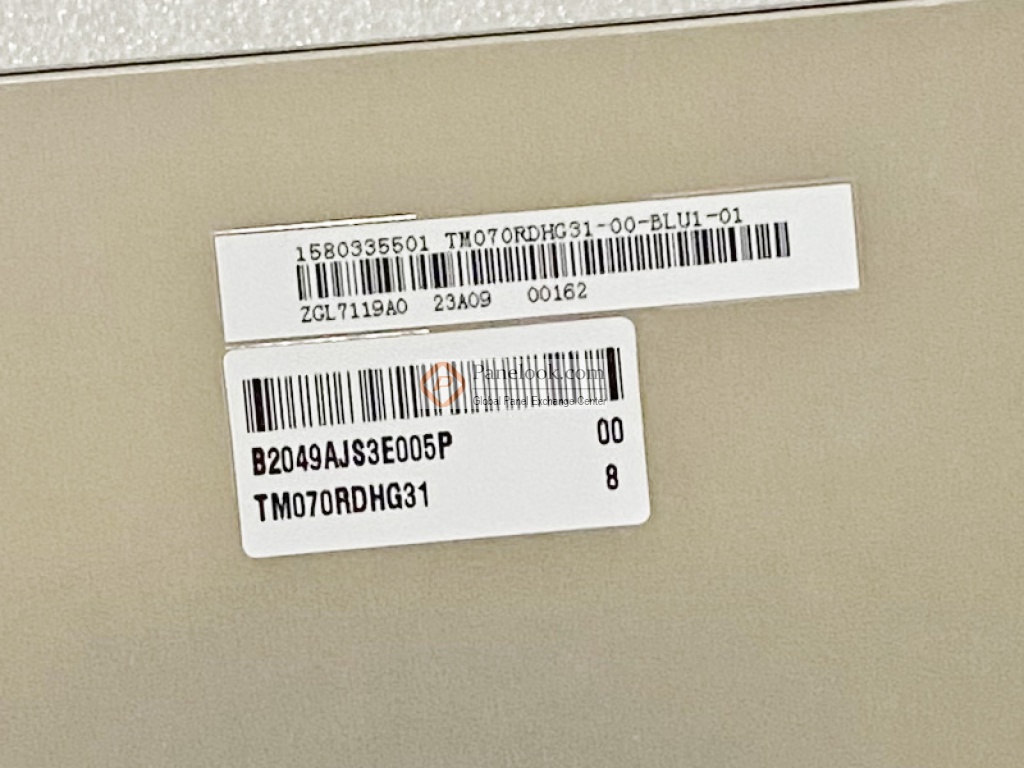 1580335501 TM070RDHG31-00-BLU1-01
ZGL7119A0 23A09 00162
Panelook.com
Global Panel Exchange Center
B2049AJS3E005P 00
TM070RDHG31 8